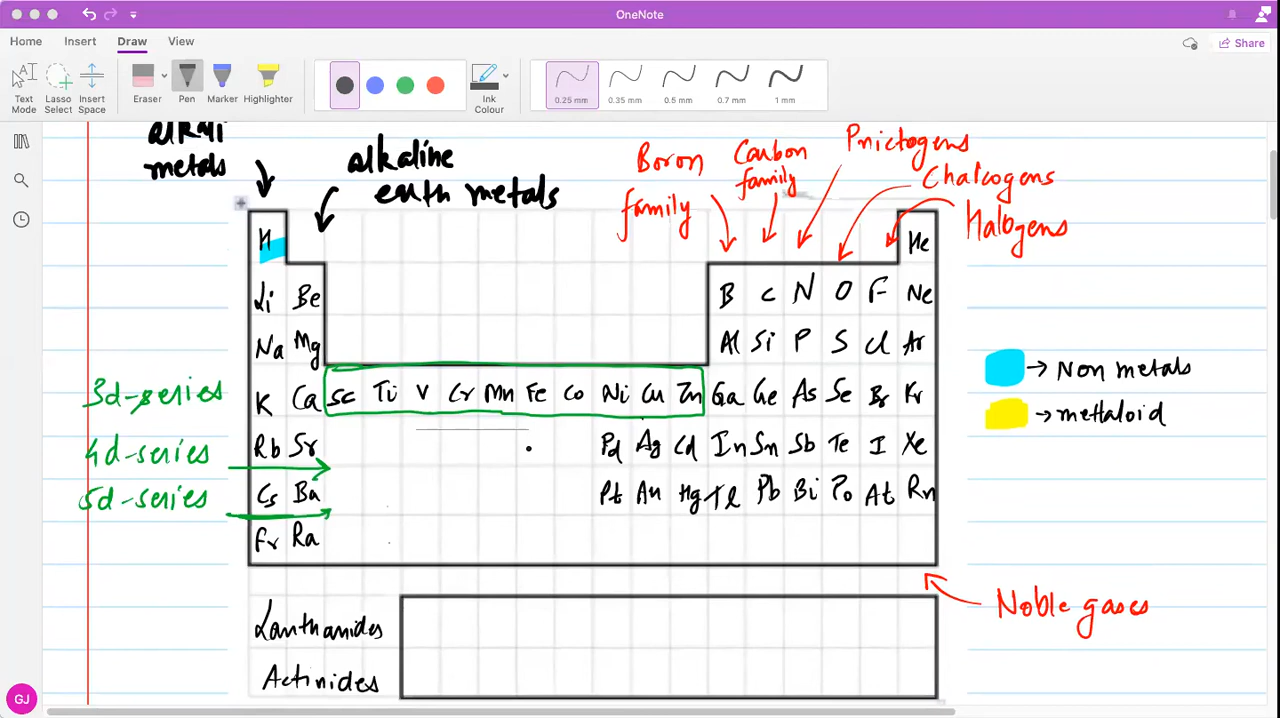 OneNote
Home Insert Draw View
Share
Text Mode
Lasso Select
Insert Space
Eraser
Pen
Marker
Highlighter
Ink Colour
0.25 mm
0.35 mm
0.5 mm
0.7 mm
1 mm
alkali
metals
alkaline
earth metals
Boron
family
Carbon
family
Pnictogens
Chalcogens
Halogens
H He
Li Be B C N O F Ne
Na Mg Al Si P S Cl Ar
3d-series K Ca Sc Ti V Cr Mn Fe Co Ni Cu Zn Ga Ge As Se Br Kr
4d-series Rb Sr Pd Ag Cd In Sn Sb Te I Xe
5d-series Cs Ba Pt Au Hg Tl Pb Bi Po At Rn
Fr Ra
→ Non metals
→ mettaloid
Noble gases
Lanthanides
Actinides
GJ